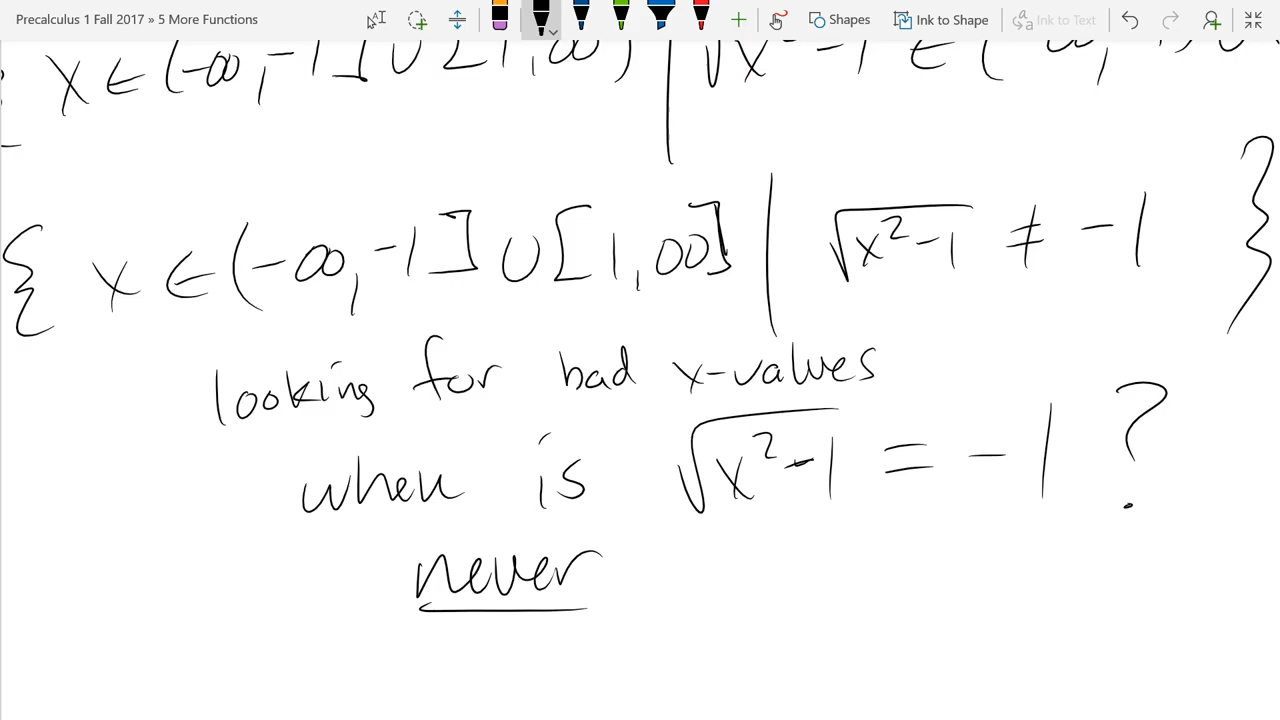 Precalculus 1 Fall 2017 » 5 More Functions
Shapes
Ink to Shape
Ink to Text
x ∈ (-∞, -1] ∪ [1, ∞) | √x² -1 ∈ (-∞,
{ x ∈ (-∞, -1] ∪ [1, ∞] | √x²-1 ≠ -1 }
looking for bad x-values
when is √x²-1 = -1 ?
never